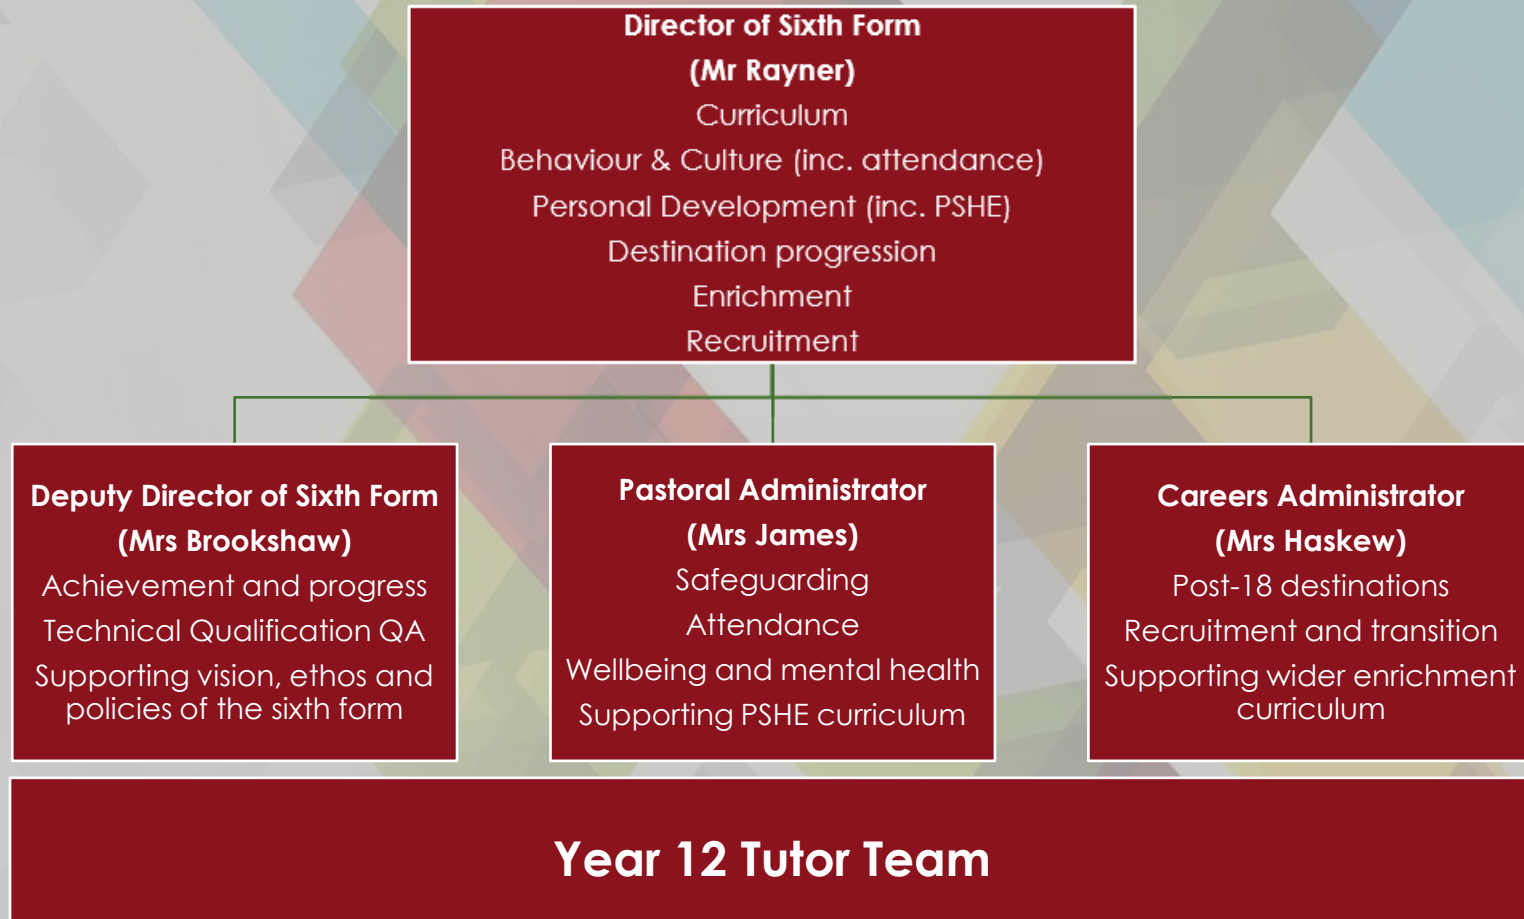 Director of Sixth Form
(Mr Rayner)
Curriculum
Behaviour & Culture (inc. attendance)
Personal Development (inc. PSHE)
Destination progression
Enrichment
Recruitment
Deputy Director of Sixth Form
(Mrs Brookshaw)
Achievement and progress
Technical Qualification QA
Supporting vision, ethos and
policies of the sixth form
Pastoral Administrator
(Mrs James)
Safeguarding
Attendance
Wellbeing and mental health
Supporting PSHE curriculum
Careers Administrator
(Mrs Haskew)
Post-18 destinations
Recruitment and transition
Supporting wider enrichment
curriculum
Year 12 Tutor Team